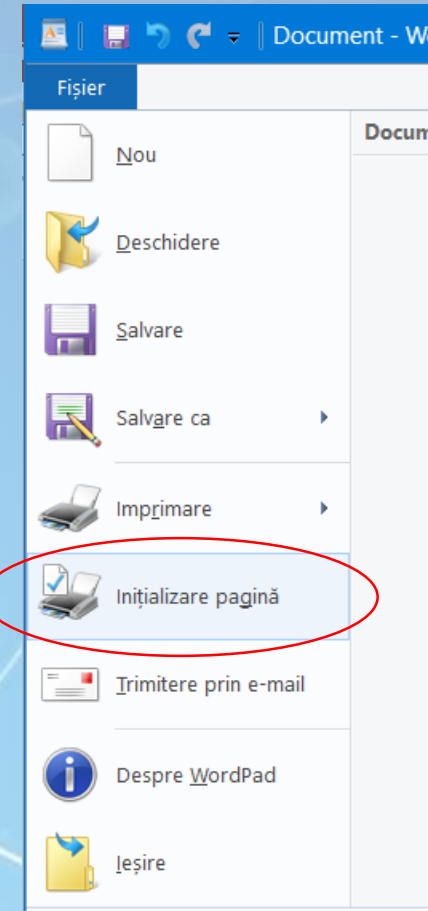 Document - W
Fișier
Docum
Nou
Deschidere
Salvare
Salvare ca
Imprimare
Inițializare pagină
Trimitere prin e-mail
Despre WordPad
Ieșire